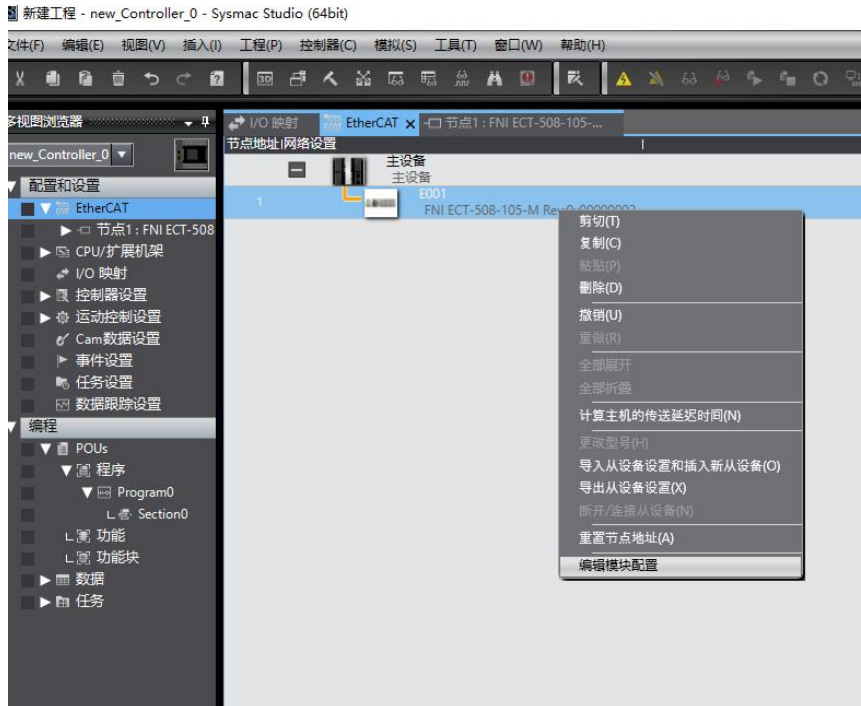 新建工程 - new_Controller_0 - Sysmac Studio (64bit)
文件(F) 编辑(E) 视图(V) 插入(I) 工程(P) 控制器(C) 模拟(S) 工具(T) 窗口(W) 帮助(H)
多视图浏览器
new_Controller_0
配置和设置
EtherCAT
节点1 : FNI ECT-508
CPU/扩展机架
I/O 映射
控制器设置
运动控制设置
Cam数据设置
事件设置
任务设置
数据跟踪设置
编程
POUs
程序
Program0
Section0
功能
功能块
数据
任务
I/O 映射 EtherCAT 节点1 : FNI ECT-508-105-...
节点地址|网络设置
主设备
主设备
1
E001
FNI ECT-508-105-M Rev:0x00000002
剪切(T)
复制(C)
粘贴(P)
删除(D)
撤销(U)
重做(R)
全部展开
全部折叠
计算主机的传送延迟时间(N)
更改型号(H)
导入从设备设置和插入新从设备(O)
导出从设备设置(X)
断开/连接从设备(N)
重置节点地址(A)
编辑模块配置